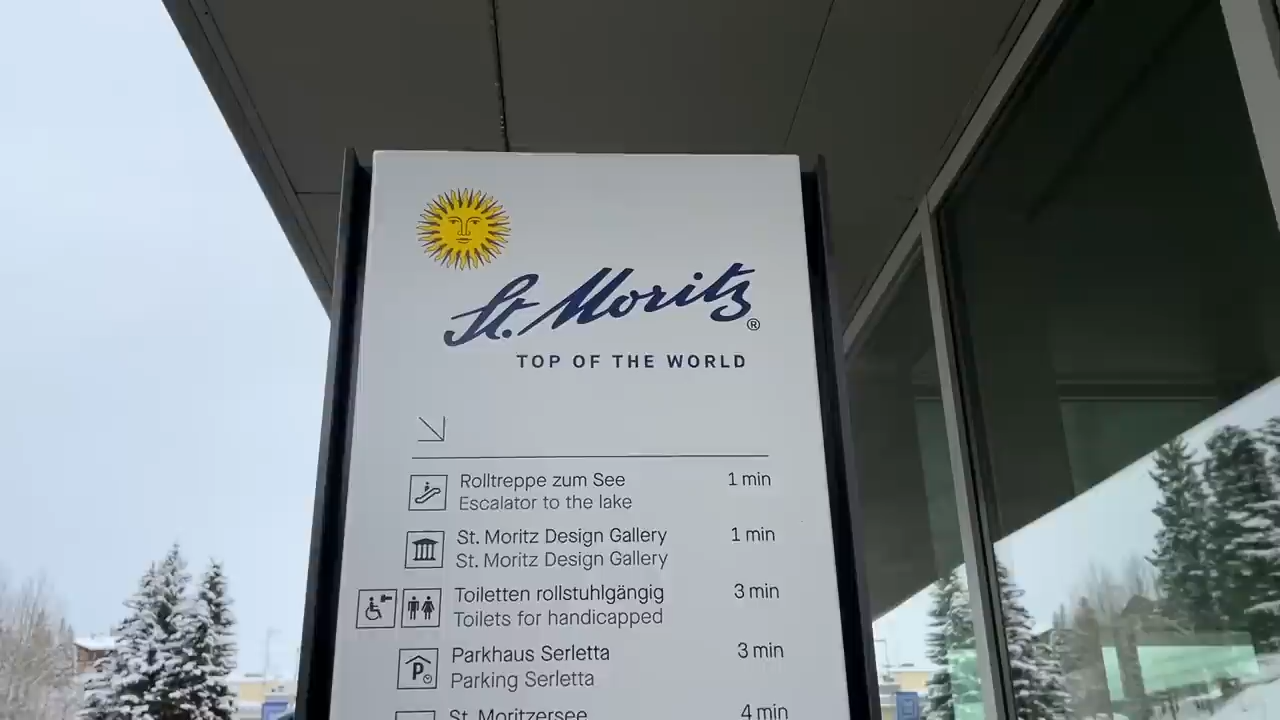 St. Moritz®
TOP OF THE WORLD
Rolltreppe zum See 1 min
Escalator to the lake
St. Moritz Design Gallery 1 min
St. Moritz Design Gallery
Toiletten rollstuhlgängig 3 min
Toilets for handicapped
Parkhaus Serletta 3 min
P Parking Serletta
St. Moritzersee 4 min